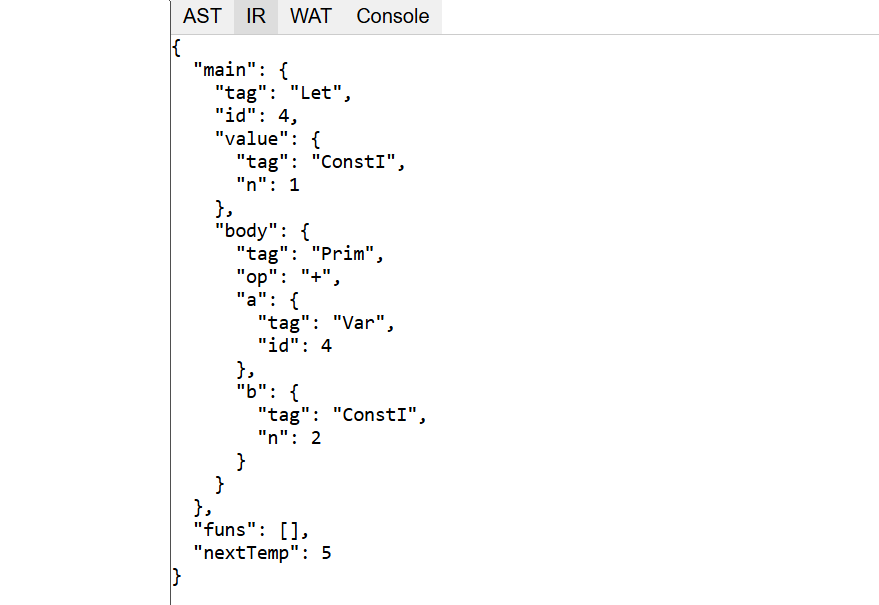 AST IR WAT Console
{
  "main": {
    "tag": "Let",
    "id": 4,
    "value": {
      "tag": "ConstI",
      "n": 1
    },
    "body": {
      "tag": "Prim",
      "op": "+",
      "a": {
        "tag": "Var",
        "id": 4
      },
      "b": {
        "tag": "ConstI",
        "n": 2
      }
    }
  },
  "funs": [],
  "nextTemp": 5
}